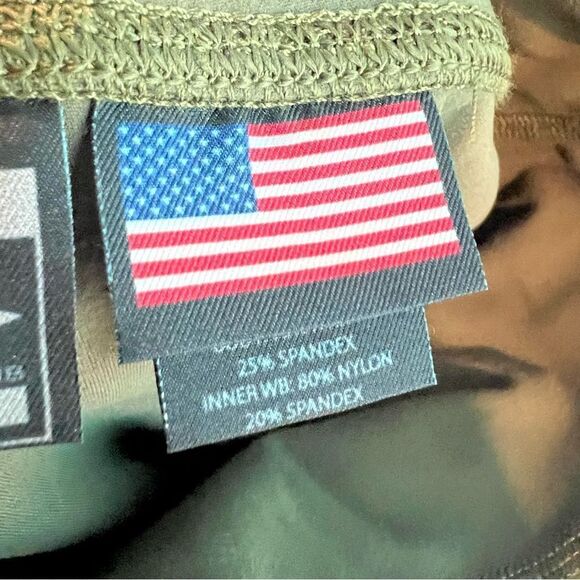 25% SPANDEX
INNER WB. 80% NYLON
20% SPANDEX